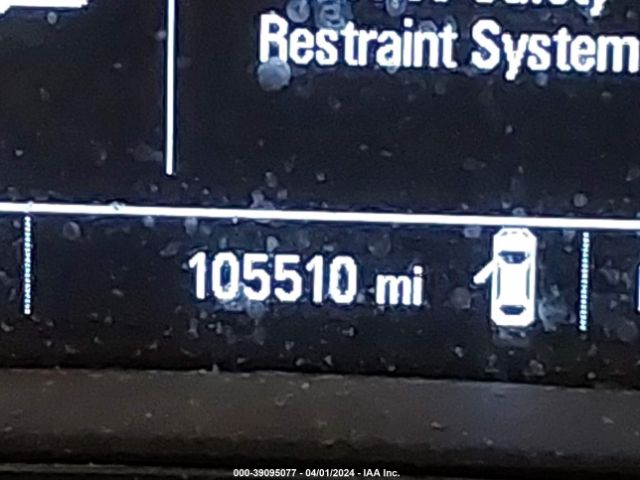 Restraint System
105510 mi
000-39095077 - 04/01/2024 - IAA Inc.